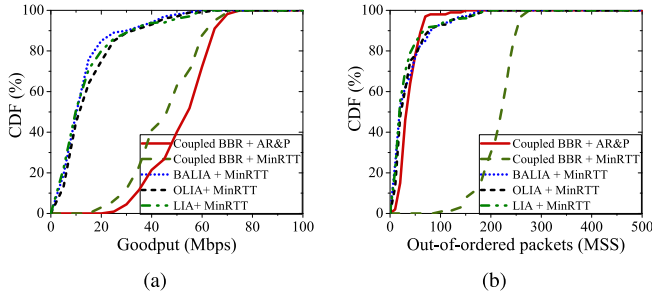 100
80
60
40
20
0
CDF (%)
Coupled BBR + AR&P
Coupled BBR + MinRTT
BALIA + MinRTT
OLIA+ MinRTT
LIA+ MinRTT
0 20 40 60 80 100
Goodput (Mbps)
(a)
100
80
60
40
20
0
CDF (%)
Coupled BBR + AR&P
Coupled BBR + MinRTT
BALIA + MinRTT
OLIA + MinRTT
LIA + MinRTT
0 100 200 300 400 500
Out-of-ordered packets (MSS)
(b)